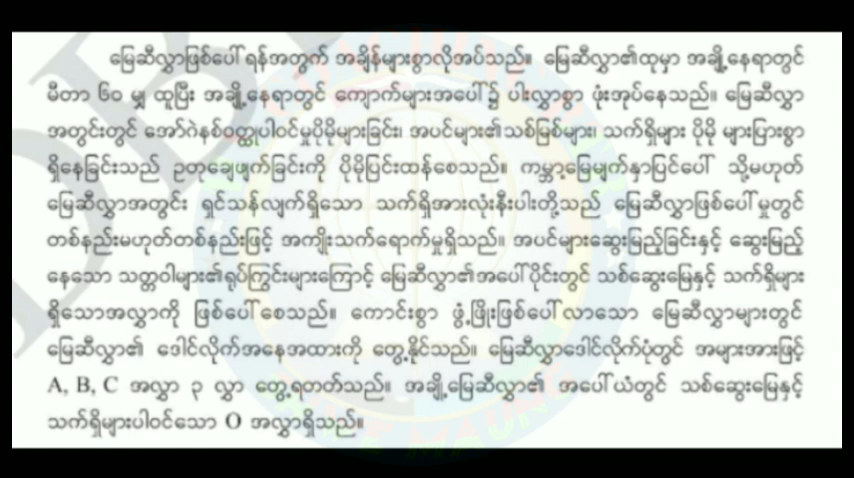 မြေဆီလွှာဖြစ်ပေါ်ရန်အတွက် အချိန်များစွာလိုအပ်သည်။ မြေဆီလွှာ၏ထုမှာ အချို့နေရာတွင်
မီတာ ၆၀ မျှ ထူပြီး အချို့နေရာတွင် ကျောက်များအပေါ်၌ ပါးလွှာစွာ ဖုံးအုပ်နေသည်။ မြေဆီလွှာ
အတွင်းတွင် အော်ဂဲနစ်ဝတ္ထုပါဝင်မှုပိုမိုများခြင်း၊ အပင်များ၏သစ်မြစ်များ၊ သက်ရှိများ ပိုမို များပြားစွာ
ရှိနေခြင်းသည် ဥတုချေဖျက်ခြင်းကို ပိုမိုပြင်းထန်စေသည်။ ကမ္ဘာ့မြေမျက်နှာပြင်ပေါ် သို့မဟုတ်
မြေဆီလွှာအတွင်း ရှင်သန်လျက်ရှိသော သက်ရှိအားလုံးနီးပါးတို့သည် မြေဆီလွှာဖြစ်ပေါ်မှုတွင်
တစ်နည်းမဟုတ်တစ်နည်းဖြင့် အကျိုးသက်ရောက်မှုရှိသည်။ အပင်များဆွေးမြည့်ခြင်းနှင့် ဆွေးမြည့်
နေသော သတ္တဝါများ၏ရုပ်ကြွင်းများကြောင့် မြေဆီလွှာ၏အပေါ်ပိုင်းတွင် သစ်ဆွေးမြေနှင့် သက်ရှိများ
ရှိသောအလွှာကို ဖြစ်ပေါ်စေသည်။ ကောင်းစွာ ဖွံ့ဖြိုးဖြစ်ပေါ်လာသော မြေဆီလွှာများတွင်
မြေဆီလွှာ၏ ဒေါင်လိုက်အနေအထားကို တွေ့နိုင်သည်။ မြေဆီလွှာဒေါင်လိုက်ပုံတွင် အများအားဖြင့်
A, B, C အလွှာ ၃ လွှာ တွေ့ရတတ်သည်။ အချို့မြေဆီလွှာ၏ အပေါ်ယံတွင် သစ်ဆွေးမြေနှင့်
သက်ရှိများပါဝင်သော O အလွှာရှိသည်။